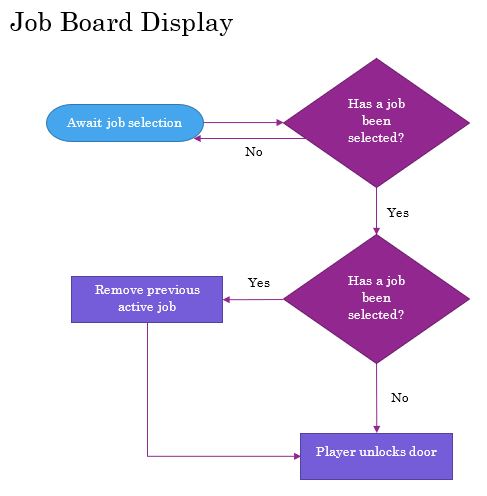 Job Board Display
Await job selection
Has a job
been
selected?
No
Yes
Has a job
been
selected?
Yes
Remove previous
active job
No
Player unlocks door